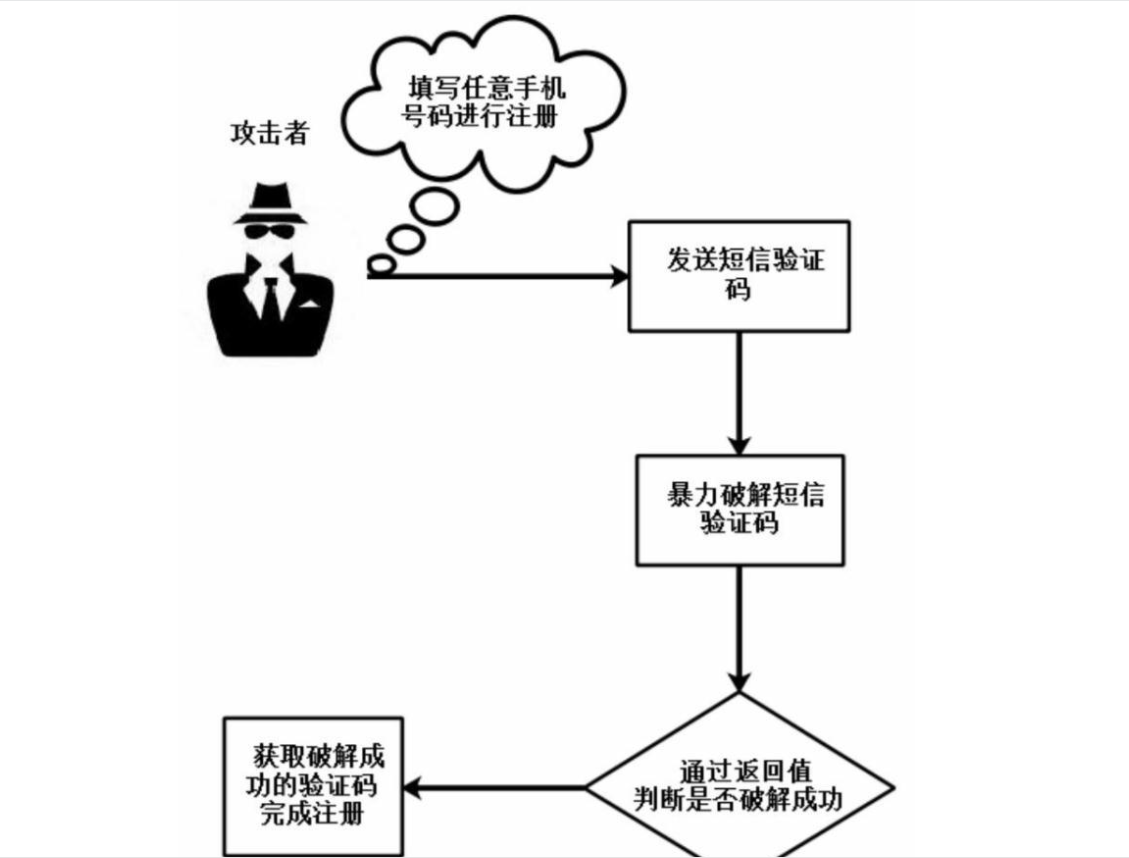 填写任意手机
号码进行注册
攻击者
发送短信验证
码
暴力破解短信
验证码
通过返回值
判断是否破解成功
获取破解成
功的验证码
完成注册